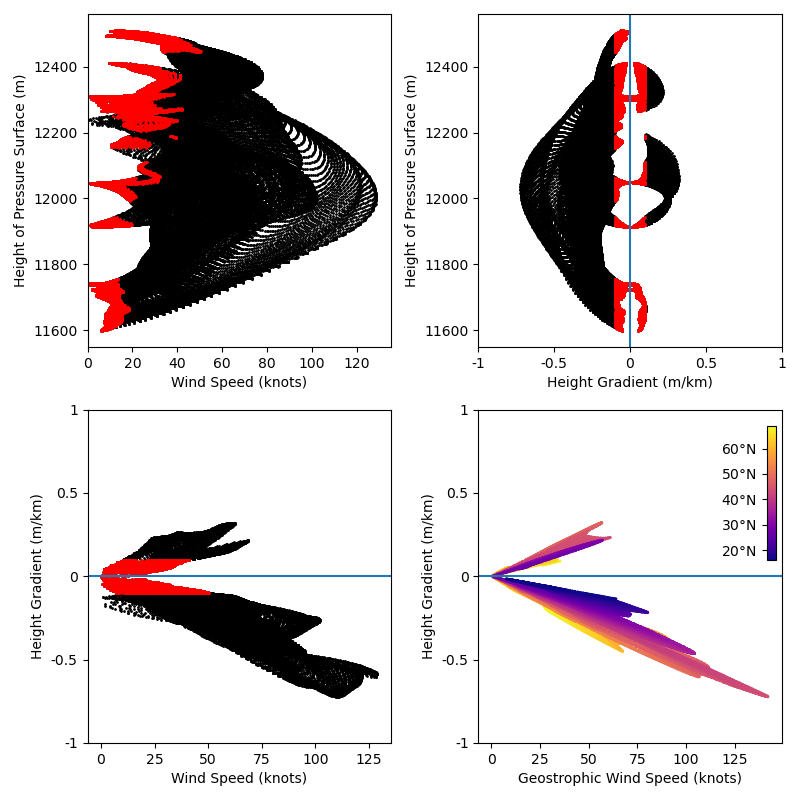 12400
12200
12000
11800
11600
Height of Pressure Surface (m)
0 20 40 60 80 100 120
Wind Speed (knots)
12400
12200
12000
11800
11600
Height of Pressure Surface (m)
-1 -0.5 0 0.5 1
Height Gradient (m/km)
1
0.5
0
-0.5
-1
Height Gradient (m/km)
0 25 50 75 100 125
Wind Speed (knots)
1
0.5
0
-0.5
-1
Height Gradient (m/km)
60°N
50°N
40°N
30°N
20°N
0 25 50 75 100 125
Geostrophic Wind Speed (knots)